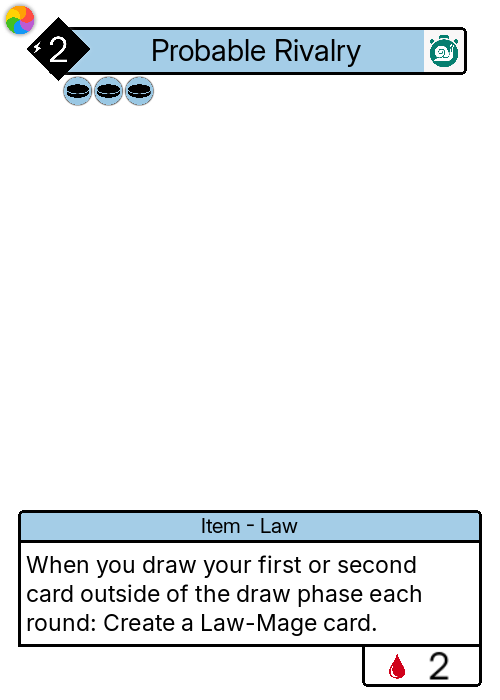 2
Probable Rivalry
Item - Law
When you draw your first or second
card outside of the draw phase each
round: Create a Law-Mage card.
2